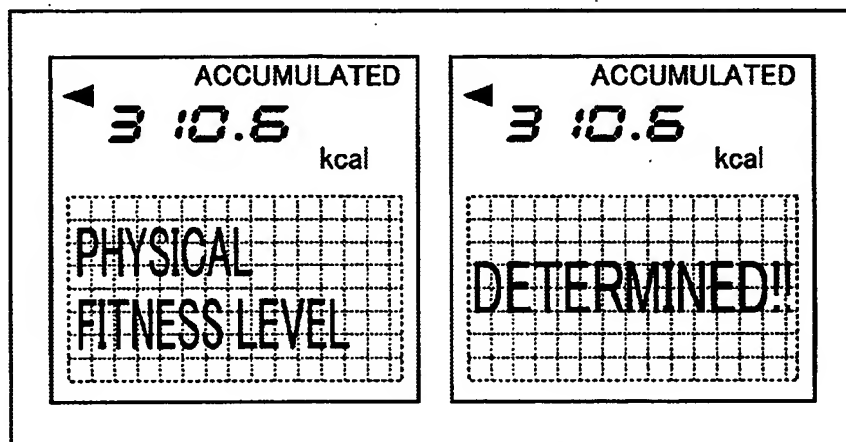 ACCUMULATED
310.6
kcal
PHYSICAL
FITNESS LEVEL
ACCUMULATED
310.6
kcal
DETERMINED!!